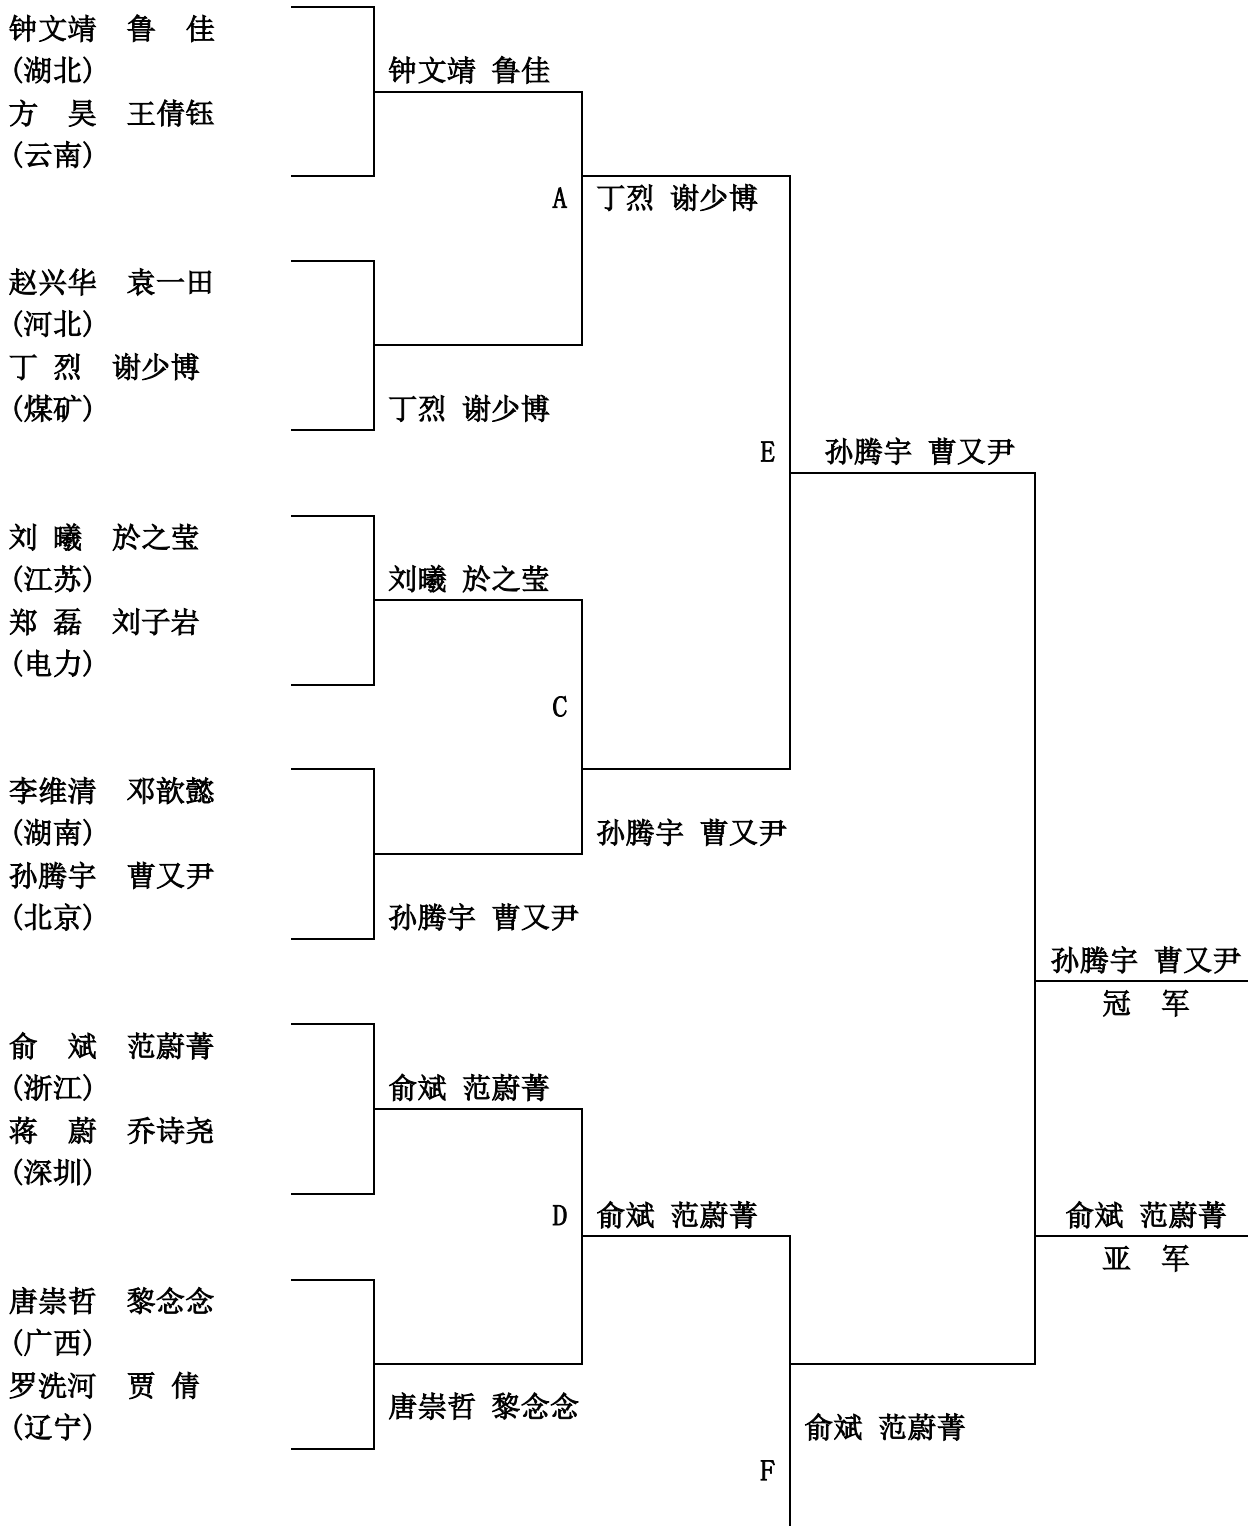 钟文靖 鲁 佳
(湖北)
钟文靖 鲁佳
方 昊 王倩钰
(云南)
A
丁烈 谢少博
赵兴华 袁一田
(河北)
丁 烈 谢少博
(煤矿)
丁烈 谢少博
E
孙腾宇 曹又尹
刘 曦 於之莹
(江苏)
刘曦 於之莹
郑 磊 刘子岩
(电力)
C
李维清 邓歆懿
(湖南)
孙腾宇 曹又尹
孙腾宇 曹又尹
(北京)
孙腾宇 曹又尹
孙腾宇 曹又尹
冠 军
俞 斌 范蔚菁
(浙江)
俞斌 范蔚菁
蒋 蔚 乔诗尧
(深圳)
D
俞斌 范蔚菁
俞斌 范蔚菁
亚 军
唐崇哲 黎念念
(广西)
罗洗河 贾 倩
(辽宁)
唐崇哲 黎念念
俞斌 范蔚菁
F